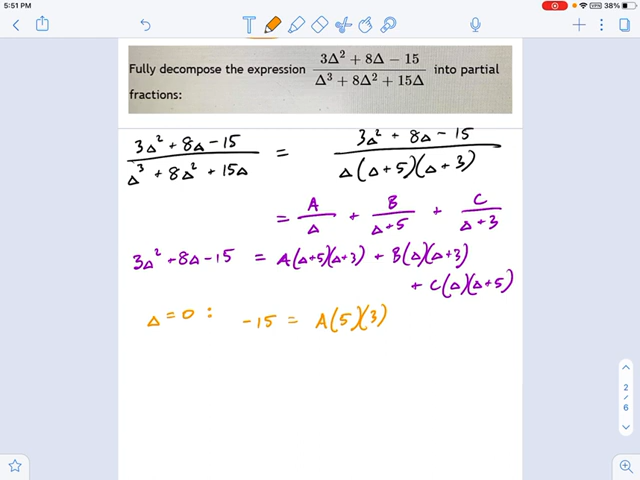 5:51 PM
VPN
T
Fully decompose the expression (3Δ² + 8Δ − 15)/(Δ³ + 8Δ² + 15Δ) into partial
fractions:
(3Δ² + 8Δ − 15)/(Δ³ + 8Δ² + 15Δ) = (3Δ² + 8Δ − 15)/(Δ(Δ+5)(Δ+3))
= A/Δ + B/(Δ+5) + C/(Δ+3)
3Δ² + 8Δ − 15 = A(Δ+5)(Δ+3) + B(Δ)(Δ+3)
+ C(Δ)(Δ+5)
Δ = 0 : −15 = A(5)(3)
2
/
6